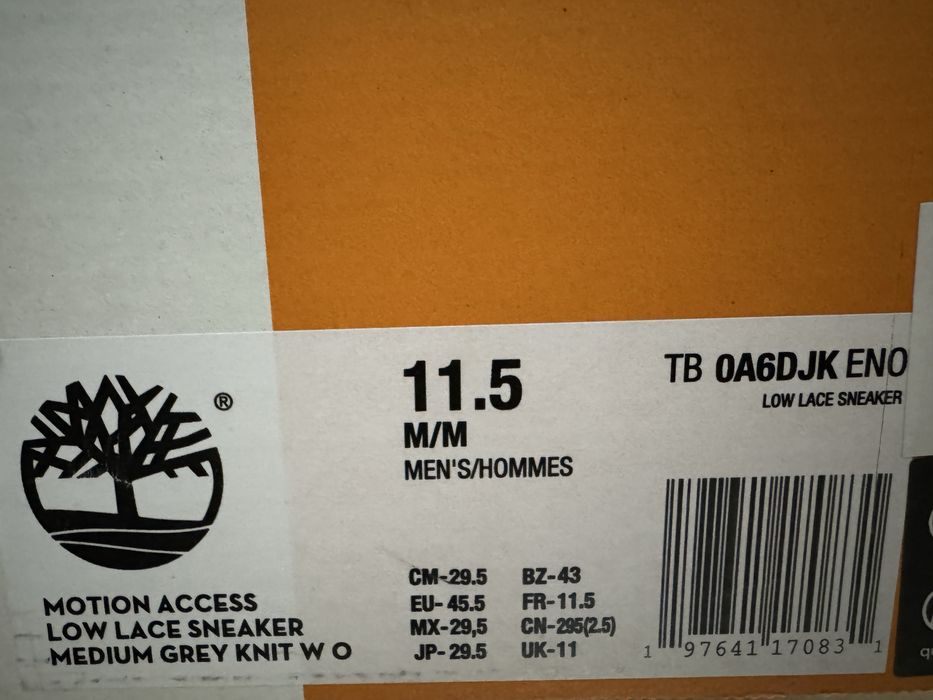 ®
MOTION ACCESS
LOW LACE SNEAKER
MEDIUM GREY KNIT W O
11.5
M/M
MEN'S/HOMMES
CM-29.5 BZ-43
EU-45.5 FR-11.5
MX-29,5 CN-295(2.5)
JP-29.5 UK-11
TB 0A6DJK ENO
LOW LACE SNEAKER
1 97641 17083 1